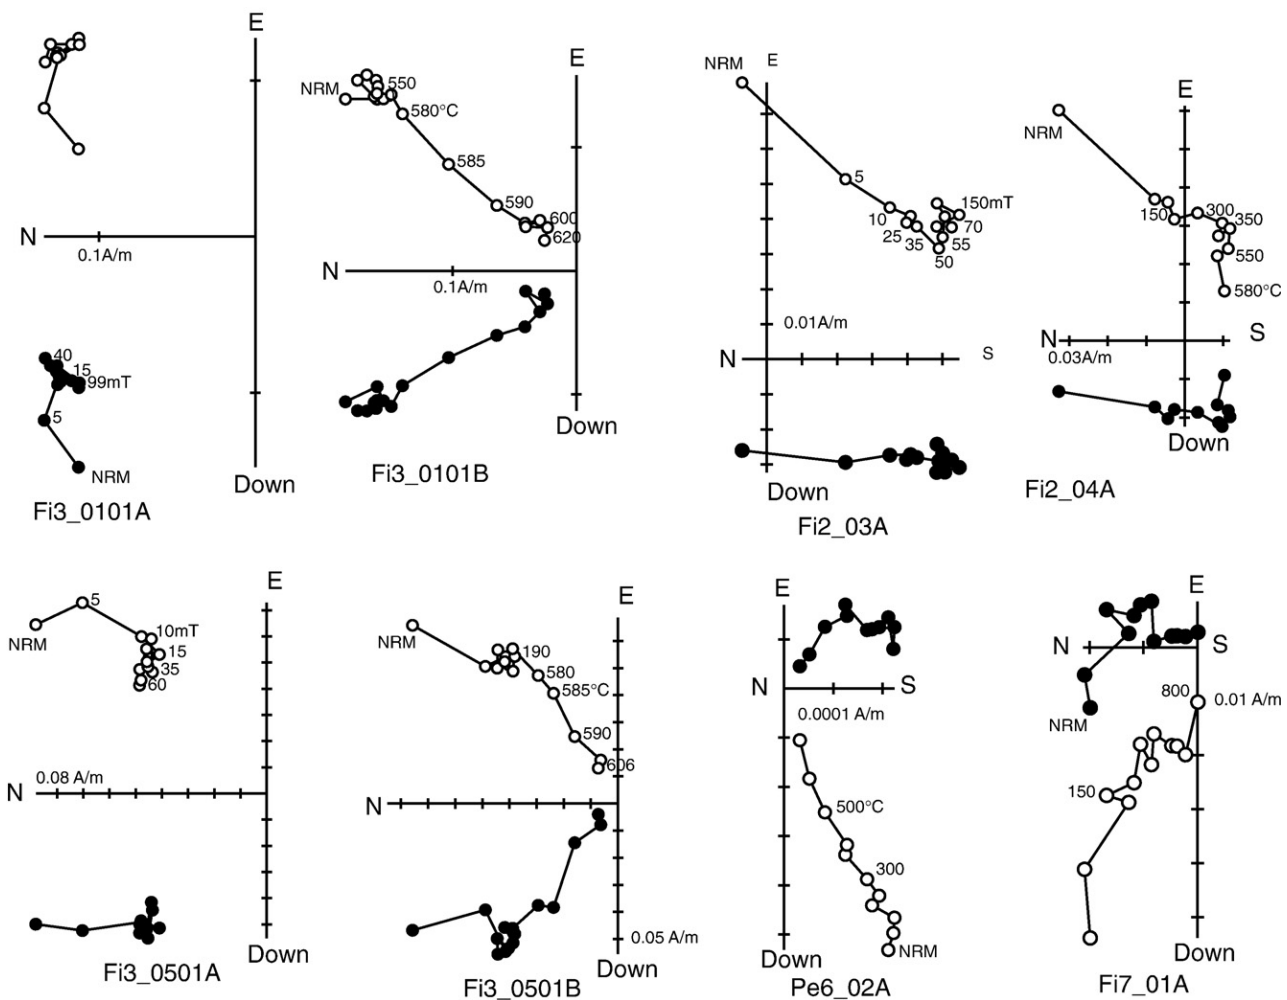 E
N
0.1A/m
40
15
99mT
5
NRM
Down
Fi3_0101A
E
NRM
550
580°C
585
590
600
620
N
0.1A/m
Down
Fi3_0101B
NRM
E
5
10
25
35
50
55
70
150mT
0.01A/m
N
S
Down
Fi2_03A
E
NRM
150
300
350
550
580°C
N
S
0.03A/m
Down
Fi2_04A
E
5
NRM
10mT
15
35
60
0.08 A/m
N
Down
Fi3_0501A
E
NRM
190
580
585°C
590
606
N
0.05 A/m
Down
Fi3_0501B
E
N
S
0.0001 A/m
500°C
300
NRM
Down
Pe6_02A
E
N
S
NRM
800
0.01 A/m
150
Down
Fi7_01A